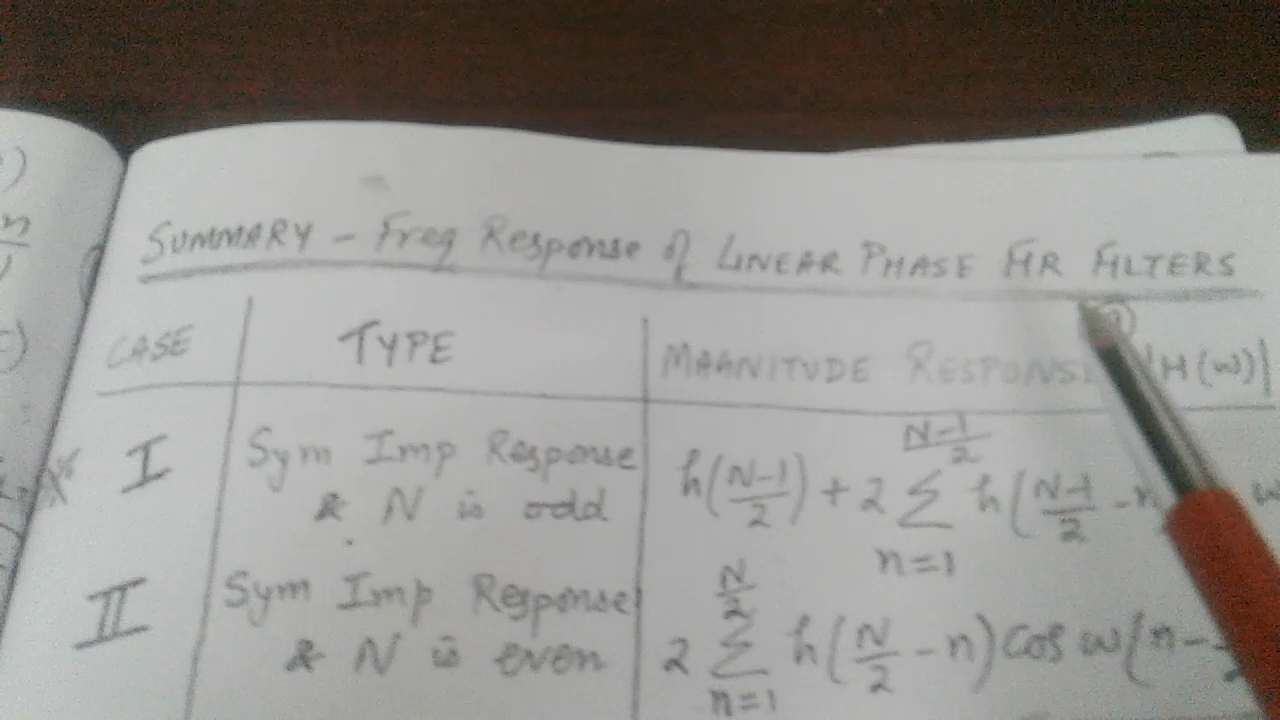 SUMMARY - Freq Response of LINEAR PHASE FIR FILTERS
CASE TYPE MAGNITUDE RESPONSE |H(w)|
I Sym Imp Response & N is odd h((N-1)/2) + 2 ∑_{n=1}^{(N-1)/2} h((N-1)/2 - n
II Sym Imp Response & N is even 2 ∑_{n=1}^{N/2} h(N/2 - n) Cos w(n -